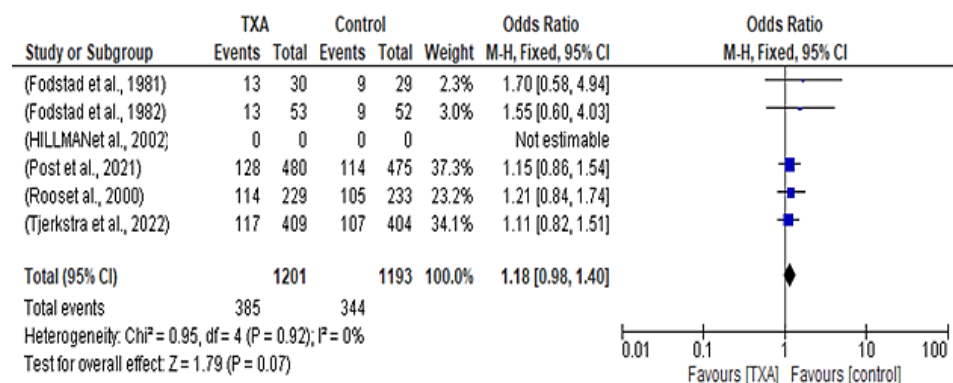 TXA Control Odds Ratio Odds Ratio
Study or Subgroup Events Total Events Total Weight M-H, Fixed, 95% CI M-H, Fixed, 95% CI
(Fodstad et al., 1981) 13 30 9 29 2.3% 1.70 [0.58, 4.94]
(Fodstad et al., 1982) 13 53 9 52 3.0% 1.55 [0.60, 4.03]
(HILLMANet al., 2002) 0 0 0 0 Not estimable
(Post et al., 2021) 128 480 114 475 37.3% 1.15 [0.86, 1.54]
(Rooset al., 2000) 114 229 105 233 23.2% 1.21 [0.84, 1.74]
(Tjerkstra et al., 2022) 117 409 107 404 34.1% 1.11 [0.82, 1.51]
Total (95% CI) 1201 1193 100.0% 1.18 [0.98, 1.40]
Total events 385 344
Heterogeneity: Chi² = 0.95, df = 4 (P = 0.92); I² = 0%
Test for overall effect: Z = 1.79 (P = 0.07)
0.01 0.1 1 10 100
Favours [TXA] Favours [control]